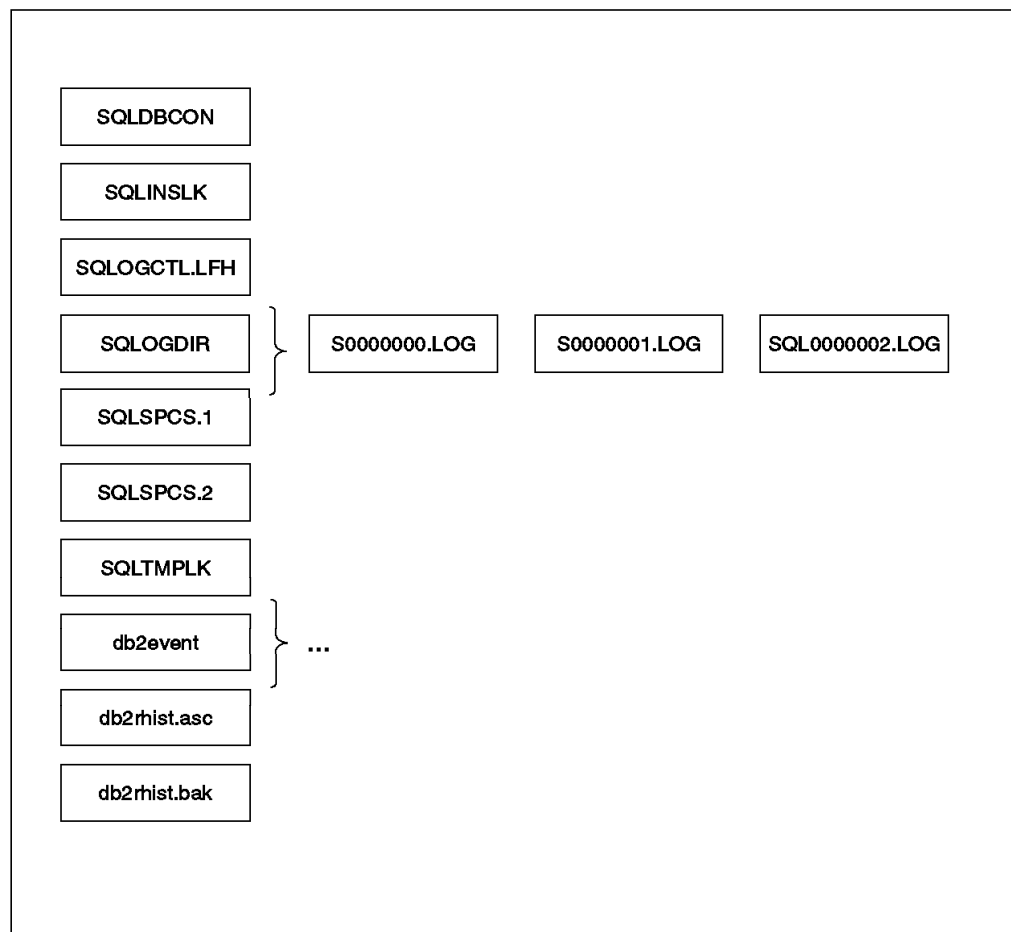 SQLDBCON
SQLINSLK
SQLOGCTL.LFH
SQLOGDIR
S0000000.LOG
S0000001.LOG
SQL0000002.LOG
SQLSPCS.1
SQLSPCS.2
SQLTMPLK
db2event
...
db2rhist.asc
db2rhist.bak